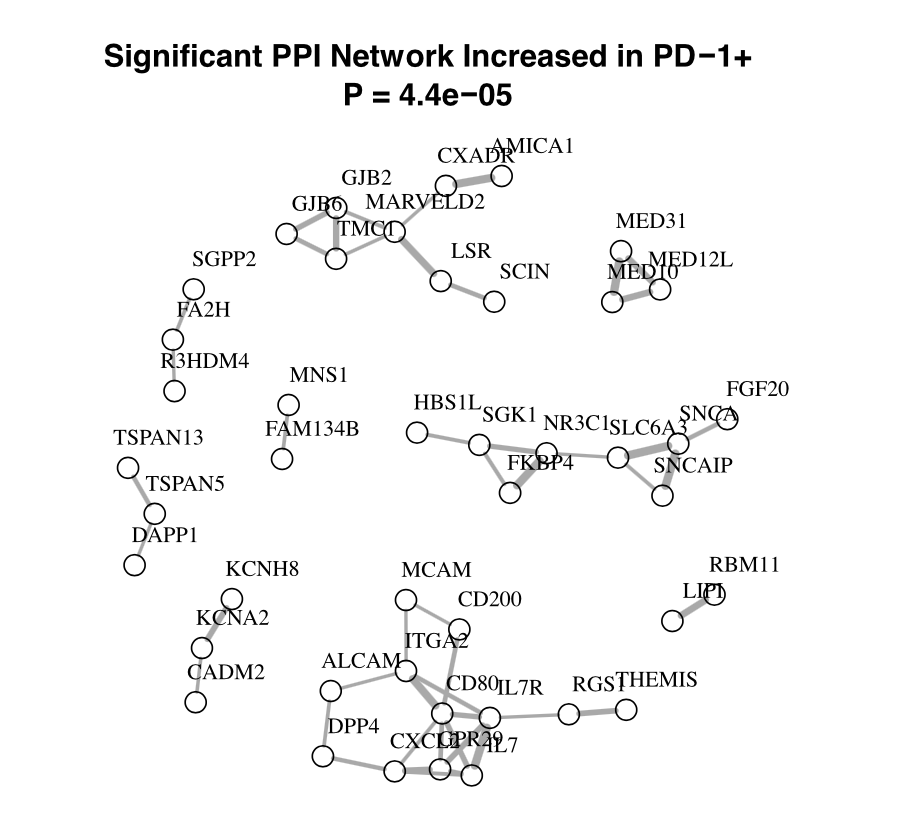 Significant PPI Network Increased in PD−1+
P = 4.4e−05
AMICA1
CXADR
GJB2
GJB6
MARVELD2
TMC1
MED31
LSR
SCIN
MED12L
MED10
SGPP2
FA2H
R3HDM4
MNS1
FAM134B
FGF20
HBS1L
SGK1
NR3C1
SLC6A3
SNCA
FKBP4
SNCAIP
TSPAN13
TSPAN5
DAPP1
RBM11
LIPI
KCNH8
KCNA2
CADM2
MCAM
CD200
ITGA2
ALCAM
CD80
IL7R
RGS1
THEMIS
DPP4
CXCL2
GPR29
IL7